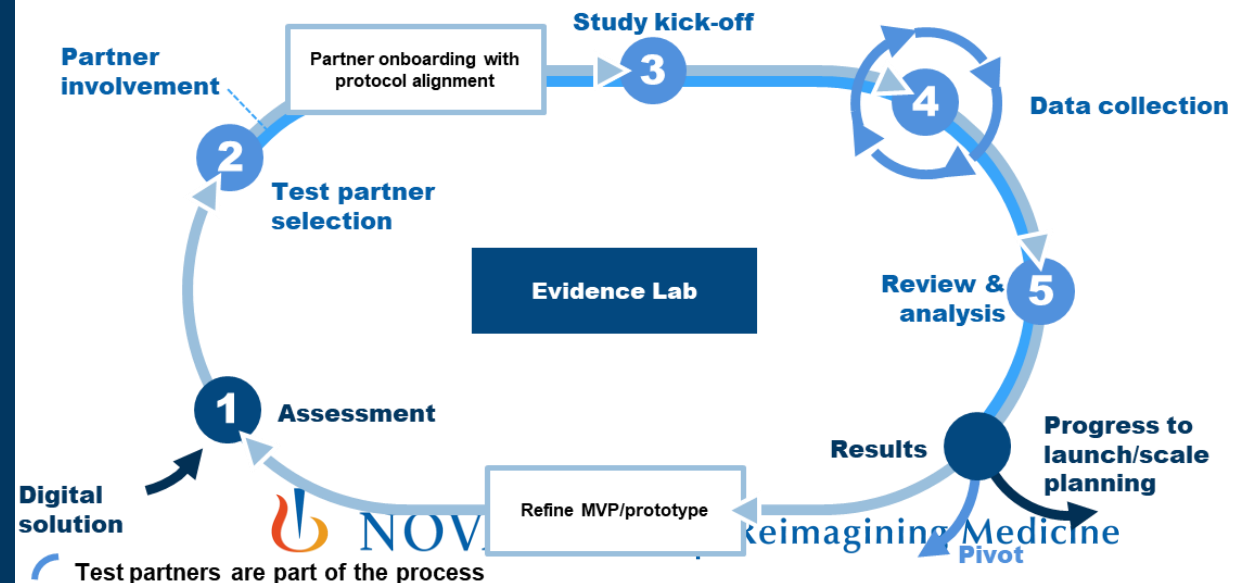 Study kick-off
Partner
involvement
Partner onboarding with
protocol alignment
3
4
Data collection
2
Test partner
selection
Evidence Lab
Review &
analysis
5
1
Assessment
Results
Progress to
launch/scale
planning
Digital
solution
Refine MVP/prototype
Reimagining Medicine
Pivot
Test partners are part of the process